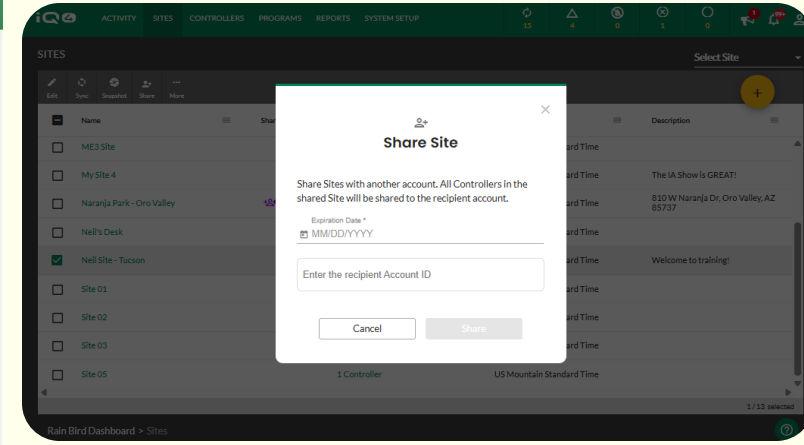 iQ4 ACTIVITY SITES CONTROLLERS PROGRAMS REPORTS SYSTEM SETUP 13 4 0 1 0 1 99+
SITES Select Site
Edit Sync Snapshot Share More +
Name Shar Description
ME3 Site ard Time
My Site 4 ard Time The IA Show is GREAT!
Naranja Park - Oro Valley ard Time 810 W Naranja Dr, Oro Valley, AZ
85737
Neil's Desk ard Time
Neil Site - Tucson ard Time Welcome to training!
Site 01 ard Time
Site 02 ard Time
Site 03 ard Time
Site 05 1 Controller US Mountain Standard Time
1 / 13 selected
Rain Bird Dashboard > Sites
Share Site
Share Sites with another account. All Controllers in the
shared Site will be shared to the recipient account.
Expiration Date *
MM/DD/YYYY
Enter the recipient Account ID
Cancel Share